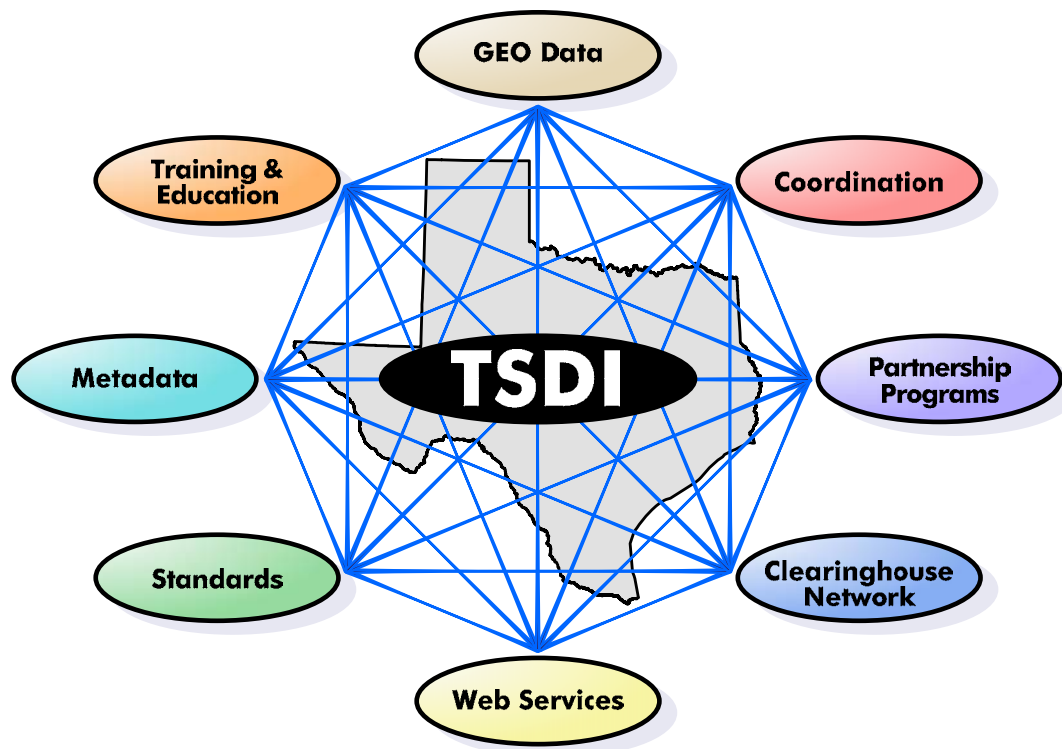 GEO Data
Training &
Education
Coordination
Metadata
TSDI
Partnership
Programs
Standards
Clearinghouse
Network
Web Services